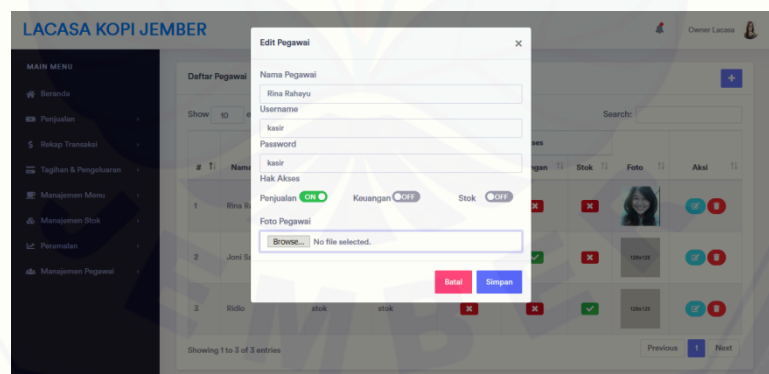 LACASA KOPI JEMBER
Owner Lacasa
MAIN MENU
Beranda
Penjualan
Rekap Transaksi
Tagihan & Pengeluaran
Manajemen Menu
Manajemen Stok
Peramalan
Manajemen Pegawai
Daftar Pegawai
+
Show 10
Search:
# Nama Stok Foto Aksi
1 Rina
2 Joni
3 Ridlo stok stok
Showing 1 to 3 of 3 entries
Previous 1 Next
Edit Pegawai ×
Nama Pegawai
Rina Rahayu
Username
kasir
Password
kasir
Hak Akses
Penjualan ON Keuangan OFF Stok OFF
Foto Pegawai
Browse... No file selected.
Batal Simpan